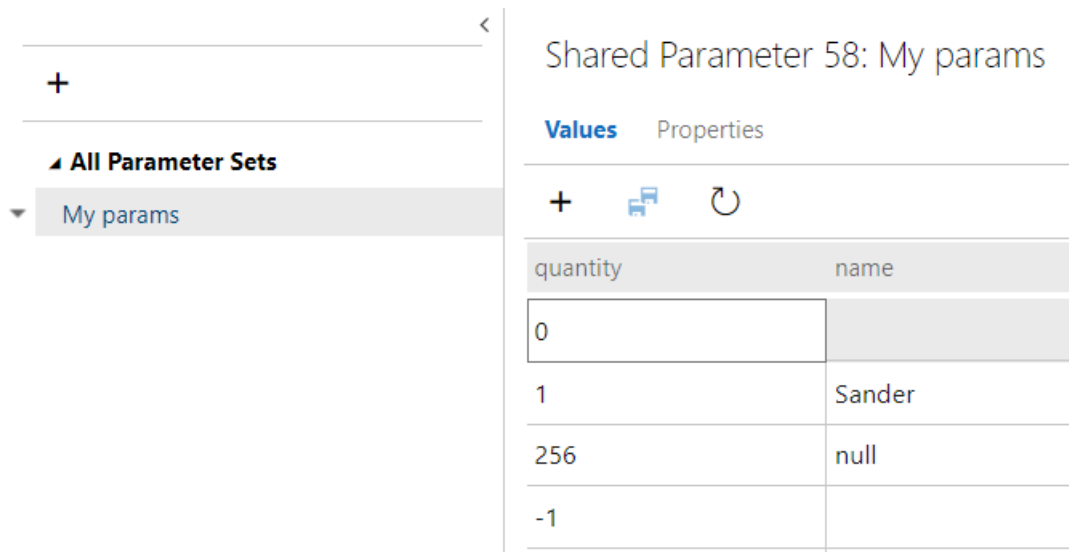 All Parameter Sets
My params
Shared Parameter 58: My params
Values Properties
quantity name
0
1 Sander
256 null
-1